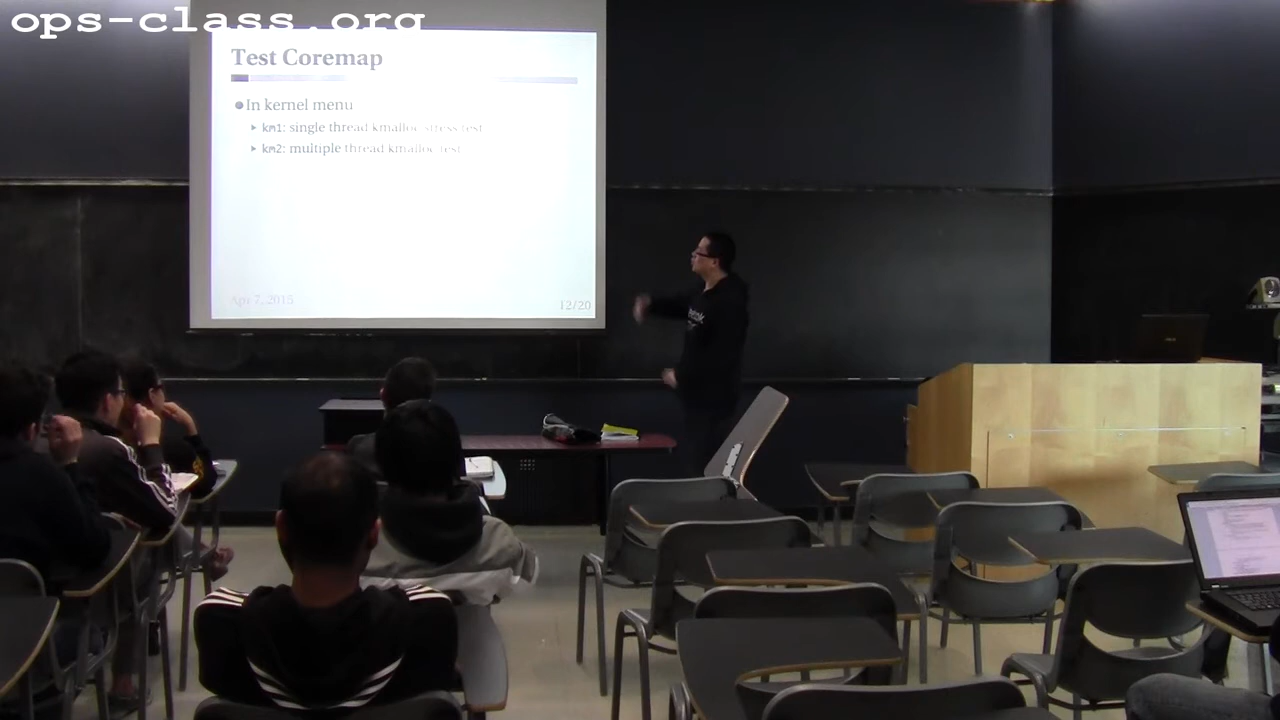 ops-class.org
Test Coremap
In kernel menu
km1: single thread kmalloc stress test
km2: multiple thread kmalloc test
Apr 7, 2015
12/20